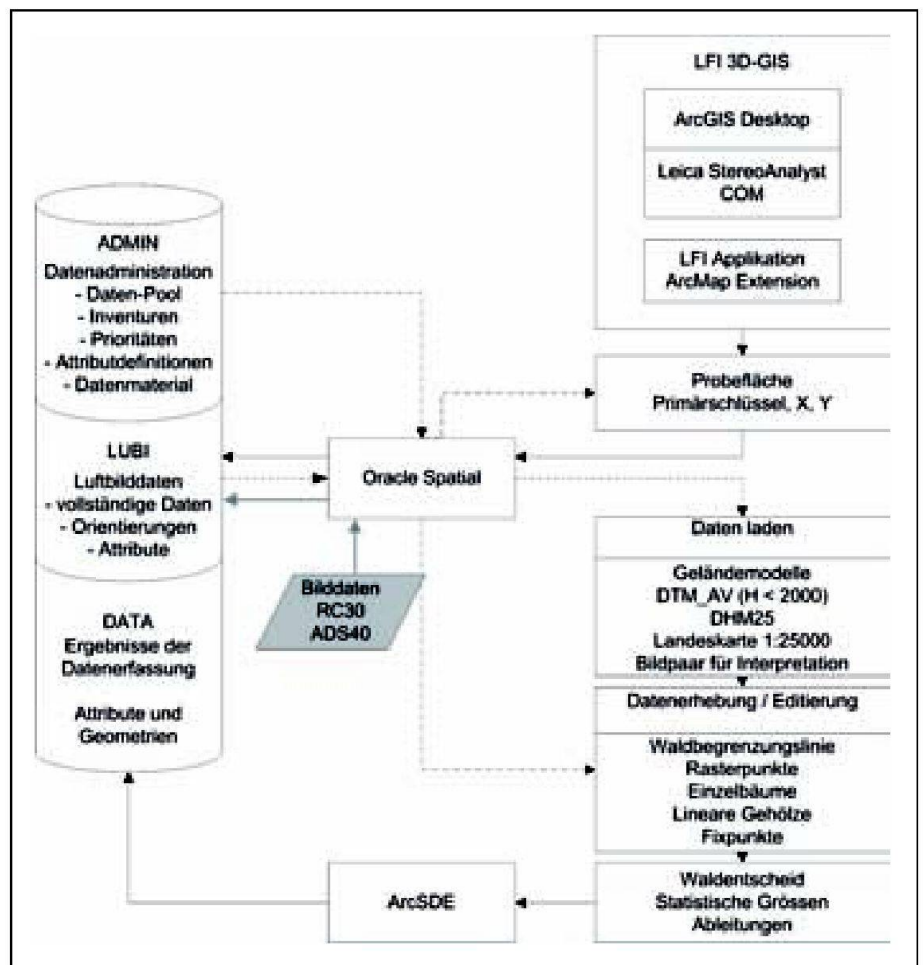 LFI 3D-GIS
ArcGIS Desktop
Leica StereoAnalyst
COM
LFI Applikation
ArcMap Extension
ADMIN
Datenadministration
- Daten-Pool
- Inventuren
- Prioritäten
- Attributdefinitionen
- Datenmaterial
LUBI
Luftbilddaten
- vollständige Daten
- Orientierungen
- Attribute
DATA
Ergebnisse der
Datenerfassung
Attribute und
Geometrien
Oracle Spatial
Bilddaten
RC30
ADS40
Probefläche
Primärschlüssel, X, Y
Daten laden
Geländemodelle
DTM_AV (H < 2000)
DHM25
Landeskarte 1:25000
Bildpaar für Interpretation
Datenerhebung / Editierung
Waldbegrenzungslinie
Rasterpunkte
Einzelbäume
Lineare Gehölze
Fixpunkte
Waldentscheid
Statistische Grössen
Ableitungen
ArcSDE